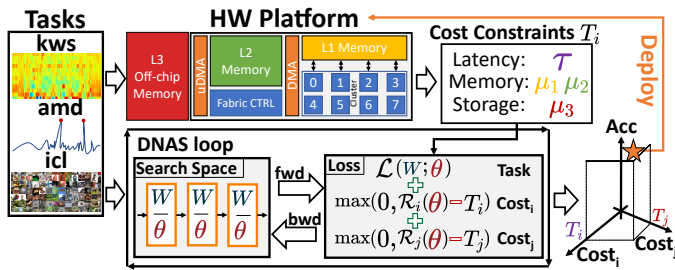 Tasks
kws
amd
icl
HW Platform
L3
Off-chip
Memory
uDMA
L2
Memory
Fabric CTRL
DMA
L1 Memory
0 1 2 3
Cluster
4 5 6 7
Cost Constraints T_i
Latency: τ
Memory: μ_1 μ_2
Storage: μ_3
Deploy
DNAS loop
Search Space
W W W
θ θ θ
fwd
bwd
Loss ℒ(W;θ) Task
+
max(0,ℛ_i(θ)−T_i) Cost_i
+
max(0,ℛ_j(θ)−T_j) Cost_j
Acc
T_i
T_j
Cost_i
Cost_j